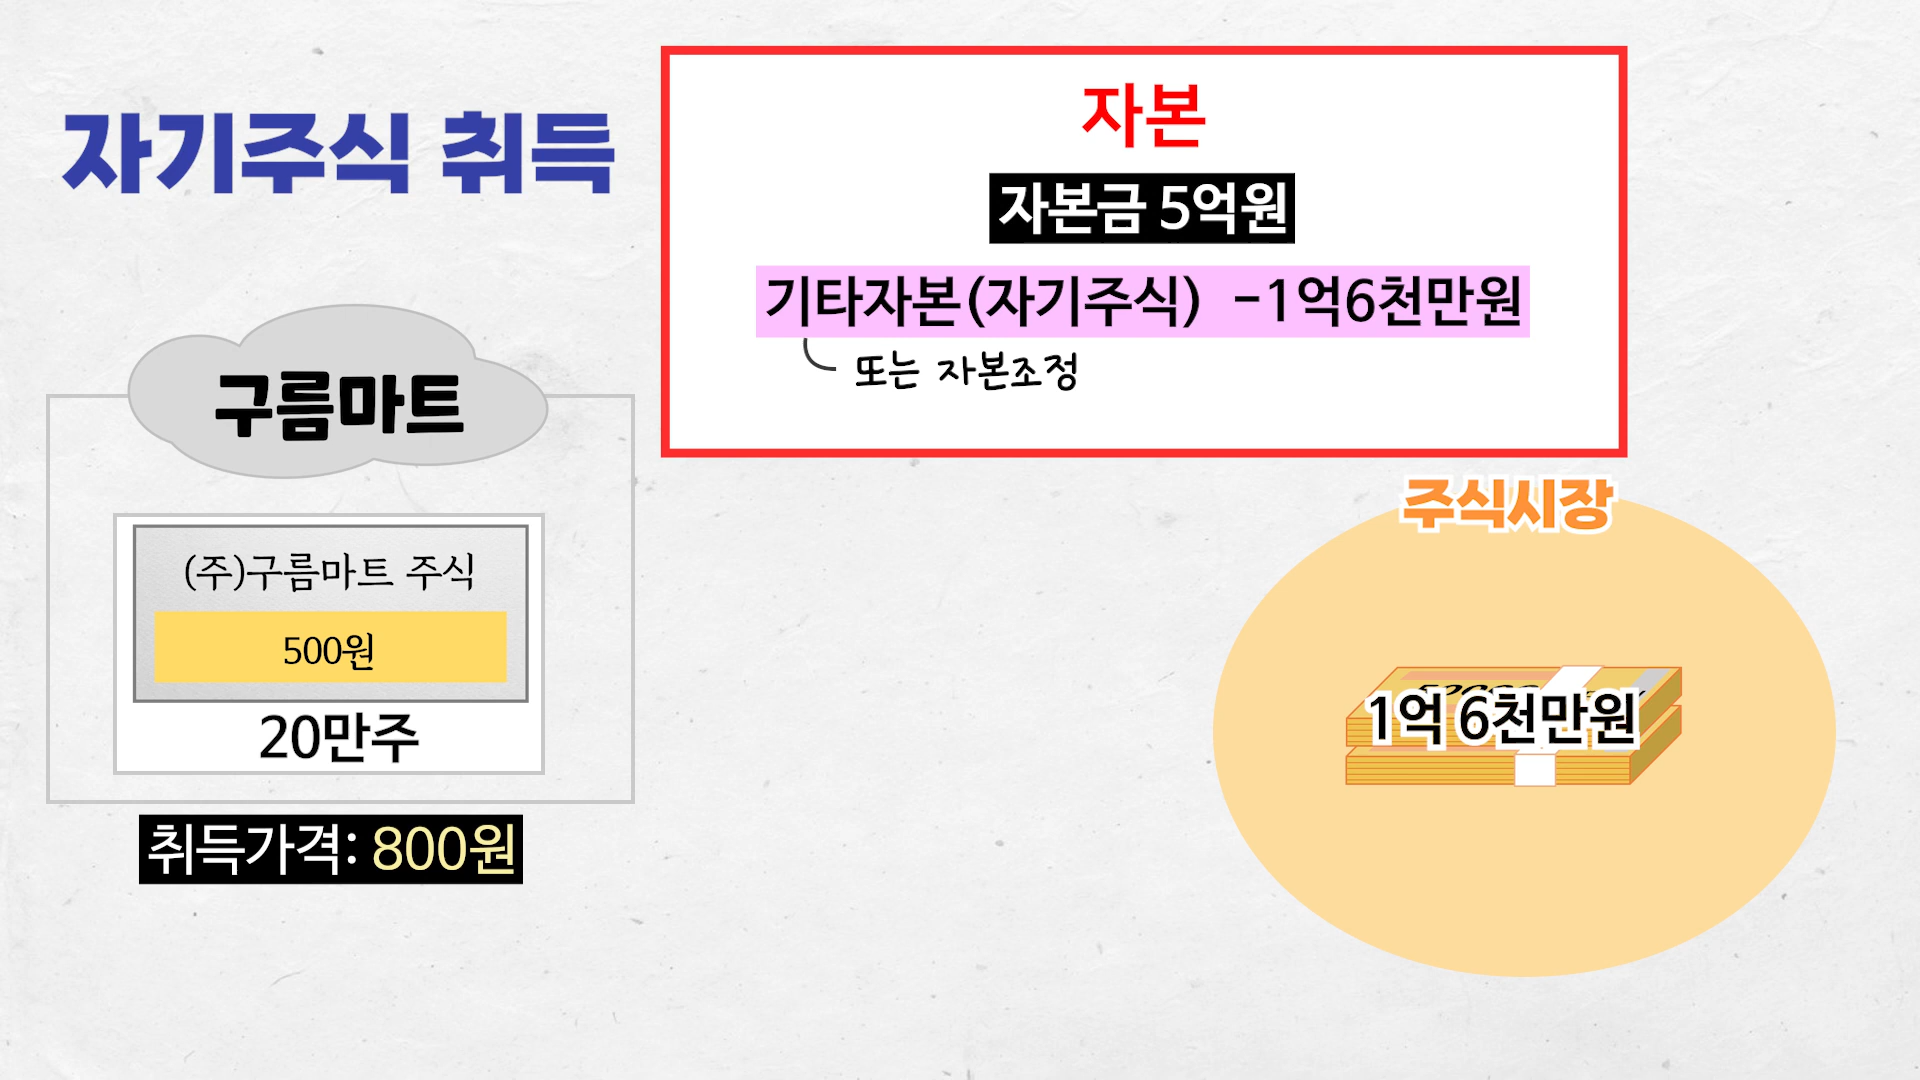 자기주식 취득
자본
자본금 5억원
기타자본(자기주식) -1억6천만원
또는 자본조정
구름마트
(주)구름마트 주식
500원
20만주
취득가격: 800원
주식시장
1억 6천만원